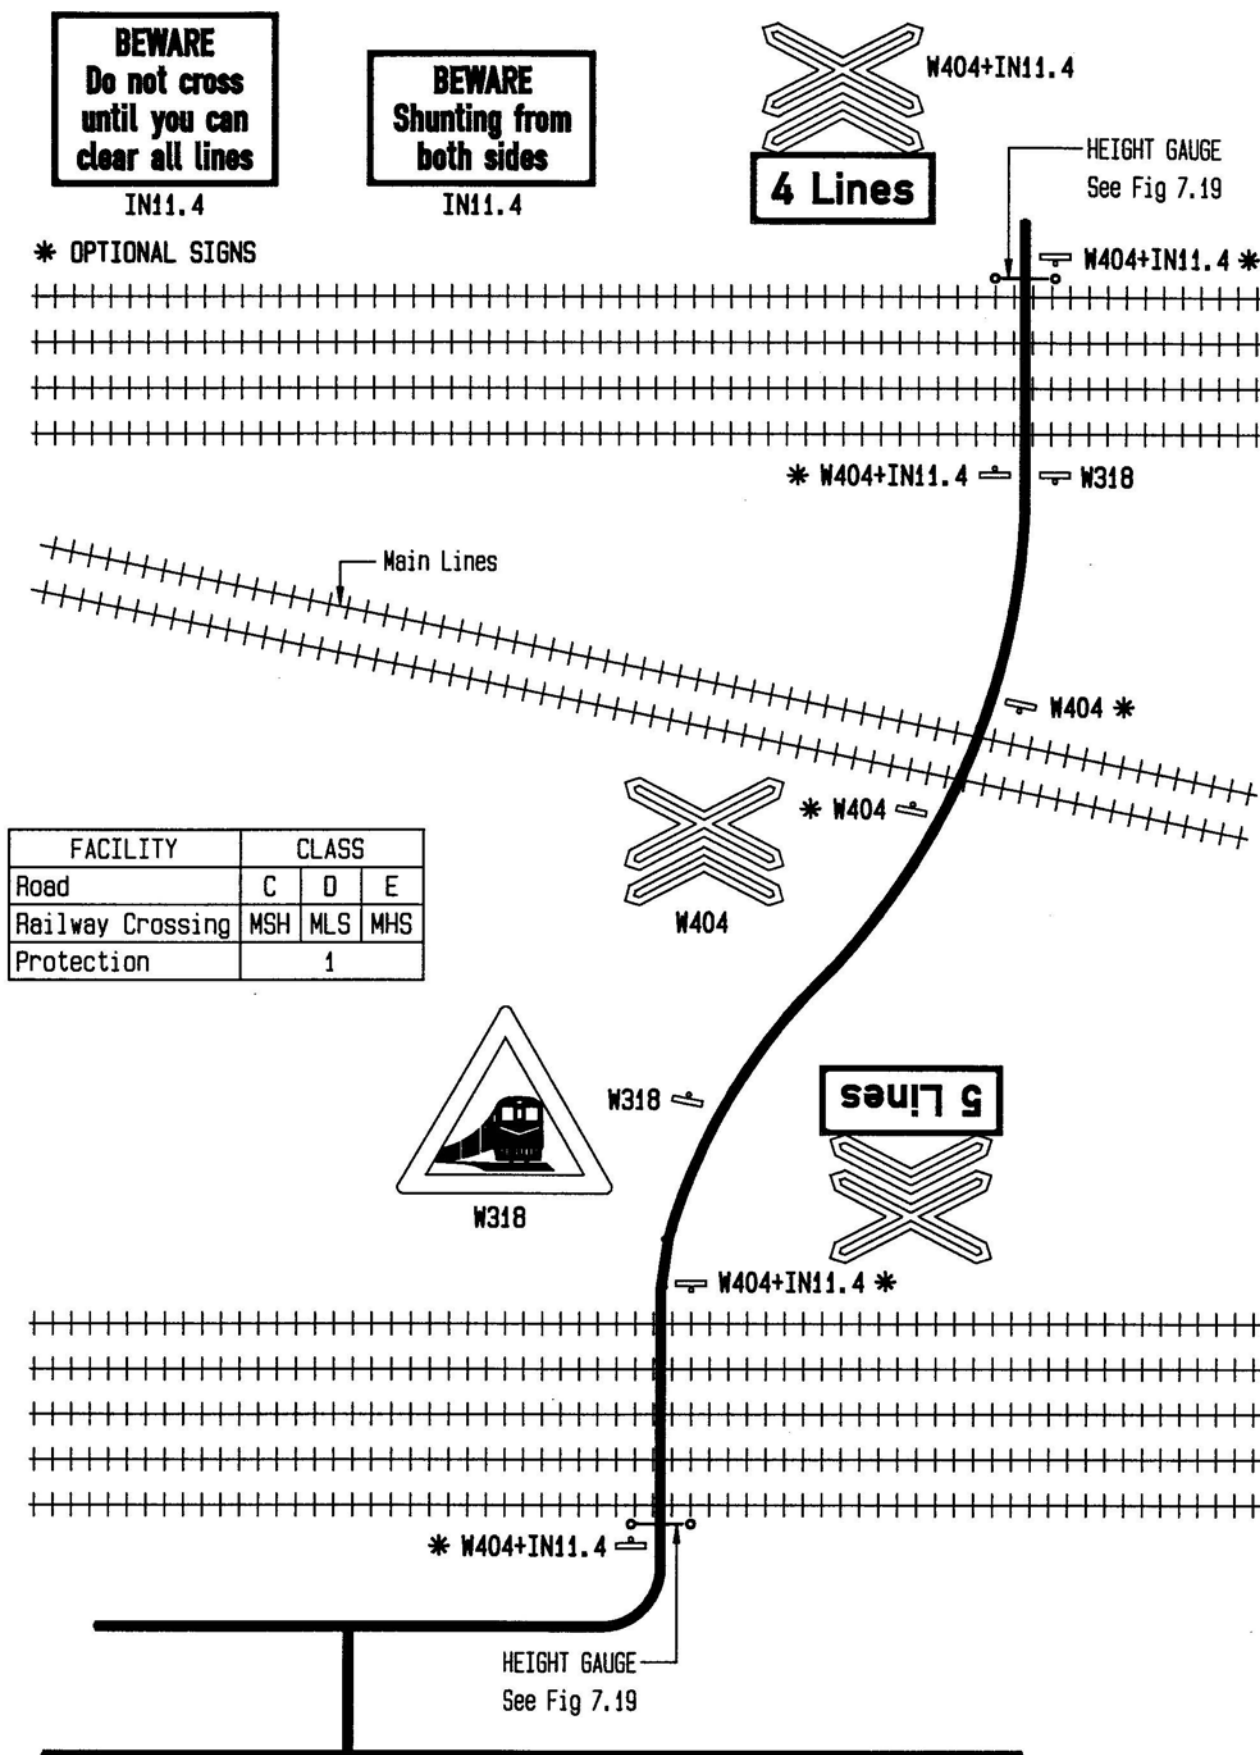 BEWARE
Do not cross
until you can
clear all lines
IN11.4
BEWARE
Shunting from
both sides
IN11.4
W404+IN11.4
4 Lines
HEIGHT GAUGE
See Fig 7.19
* OPTIONAL SIGNS
W404+IN11.4 *
* W404+IN11.4
W318
Main Lines
W404 *
* W404
W404
FACILITY CLASS
Road C D E
Railway Crossing MSH MLS MHS
Protection 1
W318
5 Lines
W318
W404+IN11.4 *
* W404+IN11.4
HEIGHT GAUGE
See Fig 7.19